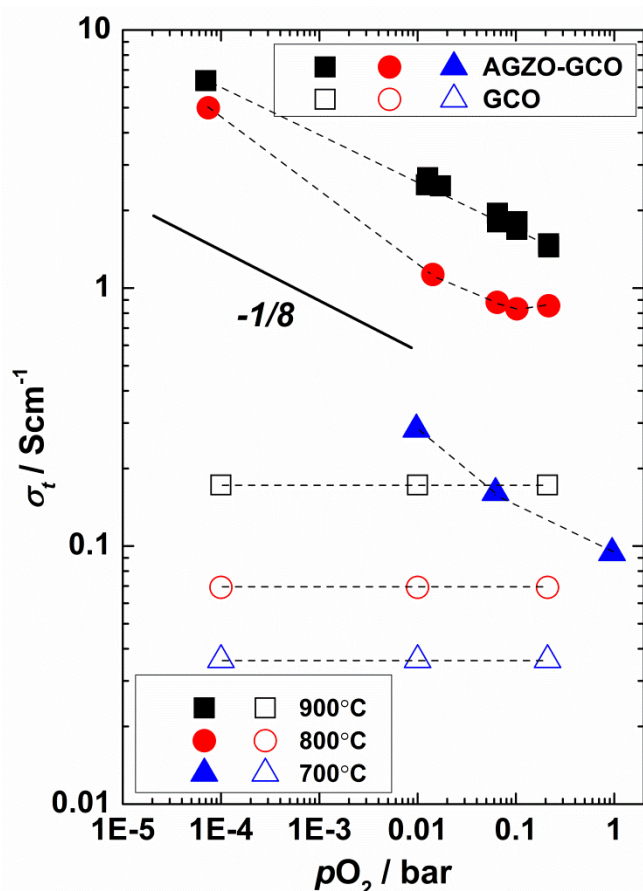 10
AGZO-GCO
GCO
1
-1/8
σt / Scm⁻¹
0.1
900°C
800°C
700°C
0.01
1E-5 1E-4 1E-3 0.01 0.1 1
pO₂ / bar